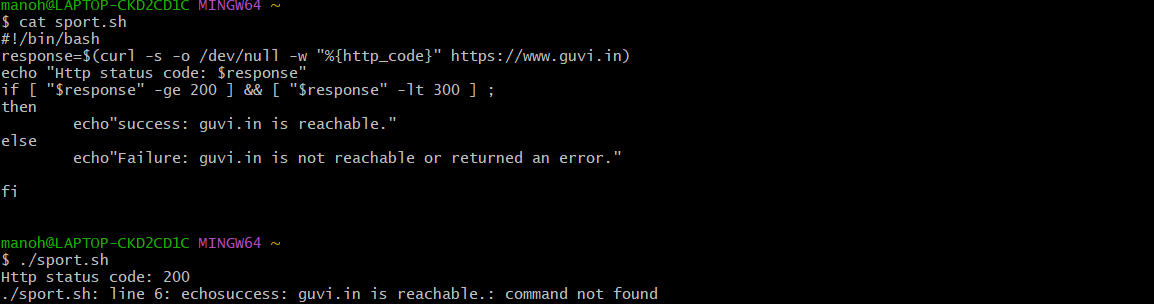 manoh@LAPTOP-CKD2CD1C MINGW64 ~
$ cat sport.sh
#!/bin/bash
response=$(curl -s -o /dev/null -w "%{http_code}" https://www.guvi.in)
echo "Http status code: $response"
if [ "$response" -ge 200 ] && [ "$response" -lt 300 ] ;
then
        echo"success: guvi.in is reachable."
else
        echo"Failure: guvi.in is not reachable or returned an error."
fi
manoh@LAPTOP-CKD2CD1C MINGW64 ~
$ ./sport.sh
Http status code: 200
./sport.sh: line 6: echosuccess: guvi.in is reachable.: command not found